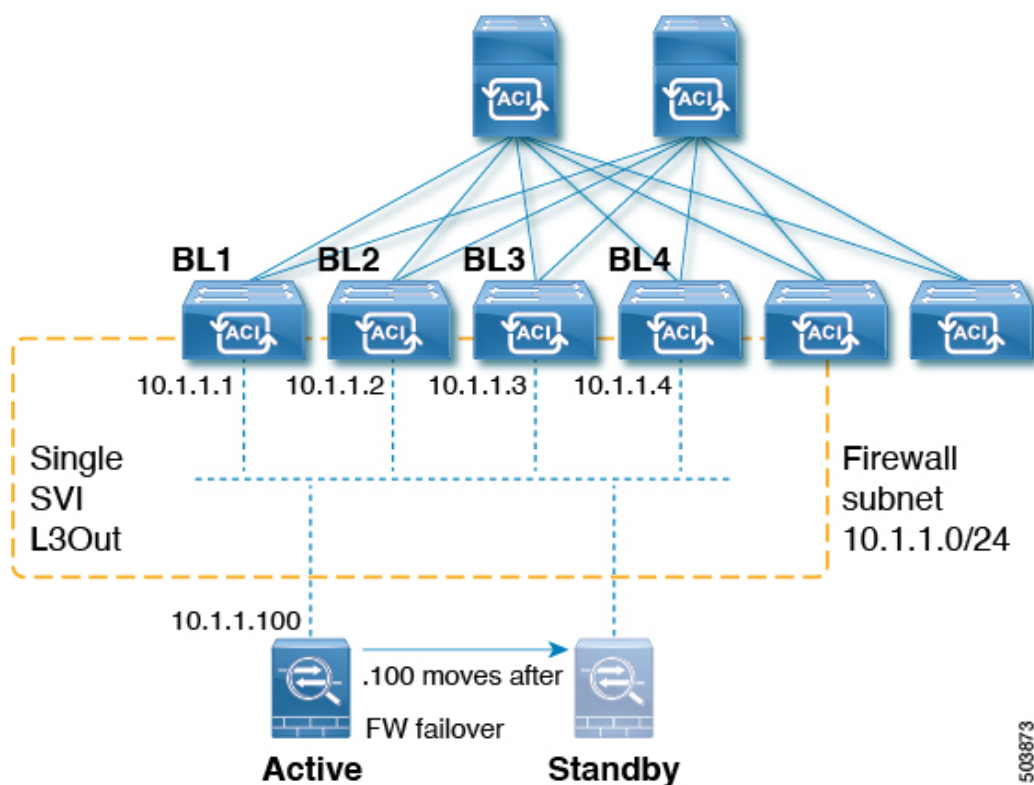 ACI
ACI
BL1
BL2
BL3
BL4
ACI
ACI
ACI
ACI
ACI
ACI
10.1.1.1
10.1.1.2
10.1.1.3
10.1.1.4
Single
SVI
L3Out
Firewall
subnet
10.1.1.0/24
10.1.1.100
.100 moves after
FW failover
Active
Standby
503873